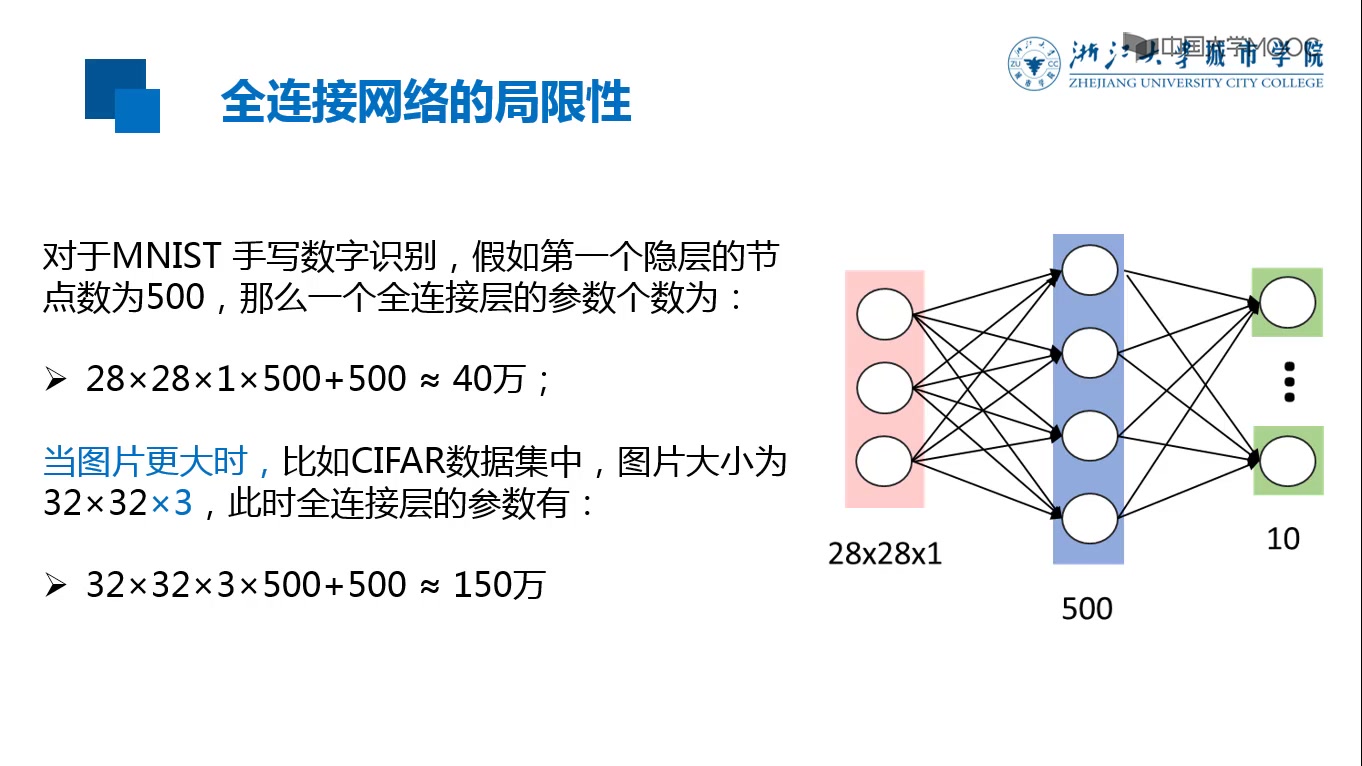 中国大学MOOC
浙江大学城市学院
ZHEJIANG UNIVERSITY CITY COLLEGE
ZU CC
全连接网络的局限性
对于MNIST 手写数字识别，假如第一个隐层的节
点数为500，那么一个全连接层的参数个数为：
➢ 28×28×1×500+500 ≈ 40万；
当图片更大时，比如CIFAR数据集中，图片大小为
32×32×3，此时全连接层的参数有：
➢ 32×32×3×500+500 ≈ 150万
28x28x1
500
10